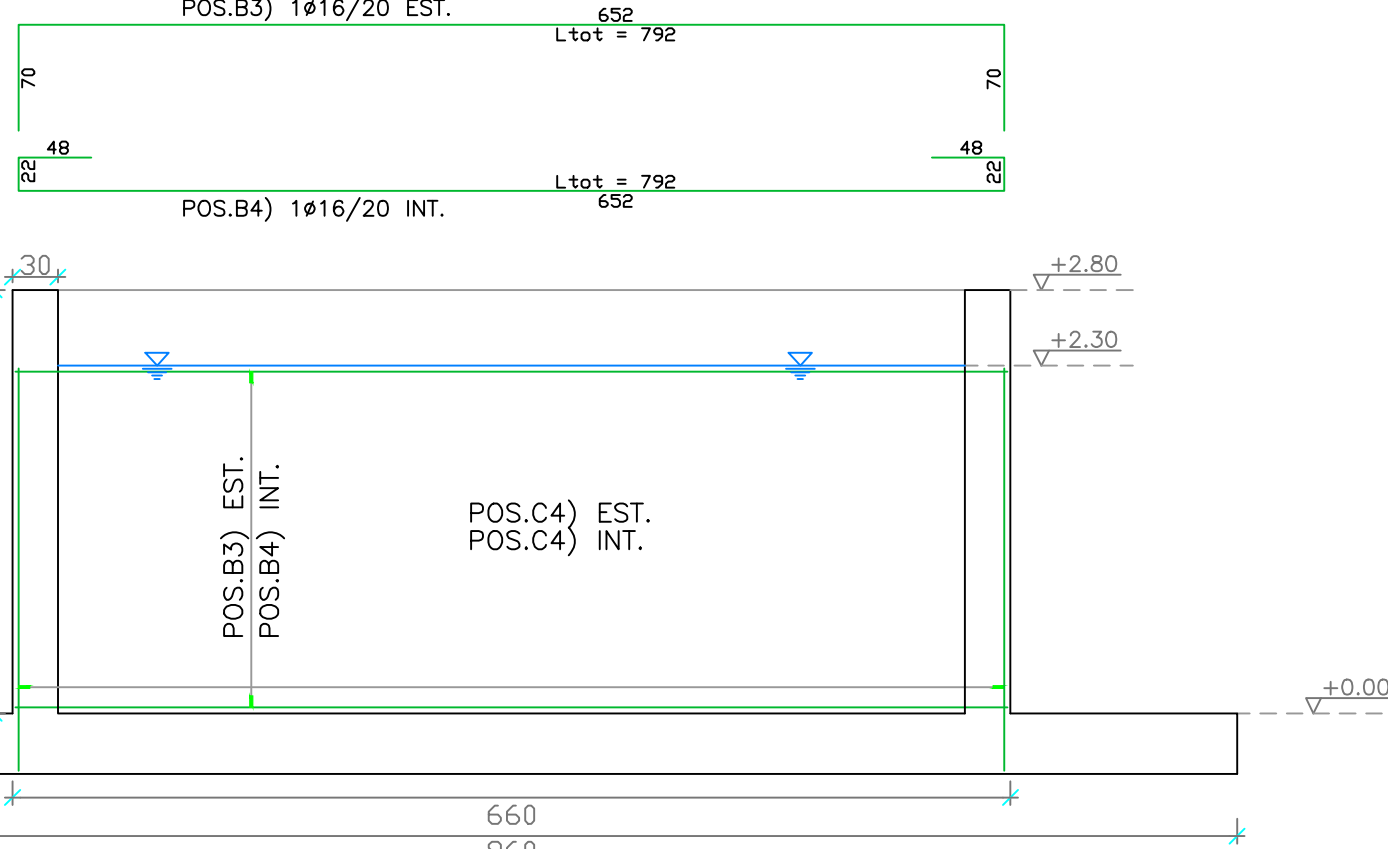 POS.B3) 1ø16/20 EST.
652
Ltot = 792
70
70
48
48
22
22
Ltot = 792
652
POS.B4) 1ø16/20 INT.
30
+2.80
+2.30
POS.B3) EST.
POS.B4) INT.
POS.C4) EST.
POS.C4) INT.
+0.00
660